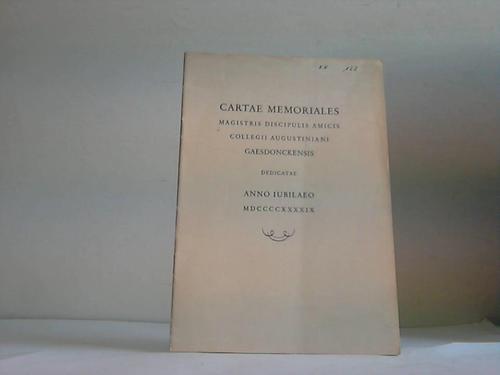 CARTAE MEMORIALES
MAGISTRIS DISCIPULIS AMICIS
COLLEGII AUGUSTINIANI
GAESDONCKENSIS
DEDICATAE
ANNO IUBILAEO
MDCCCCXXXXIX